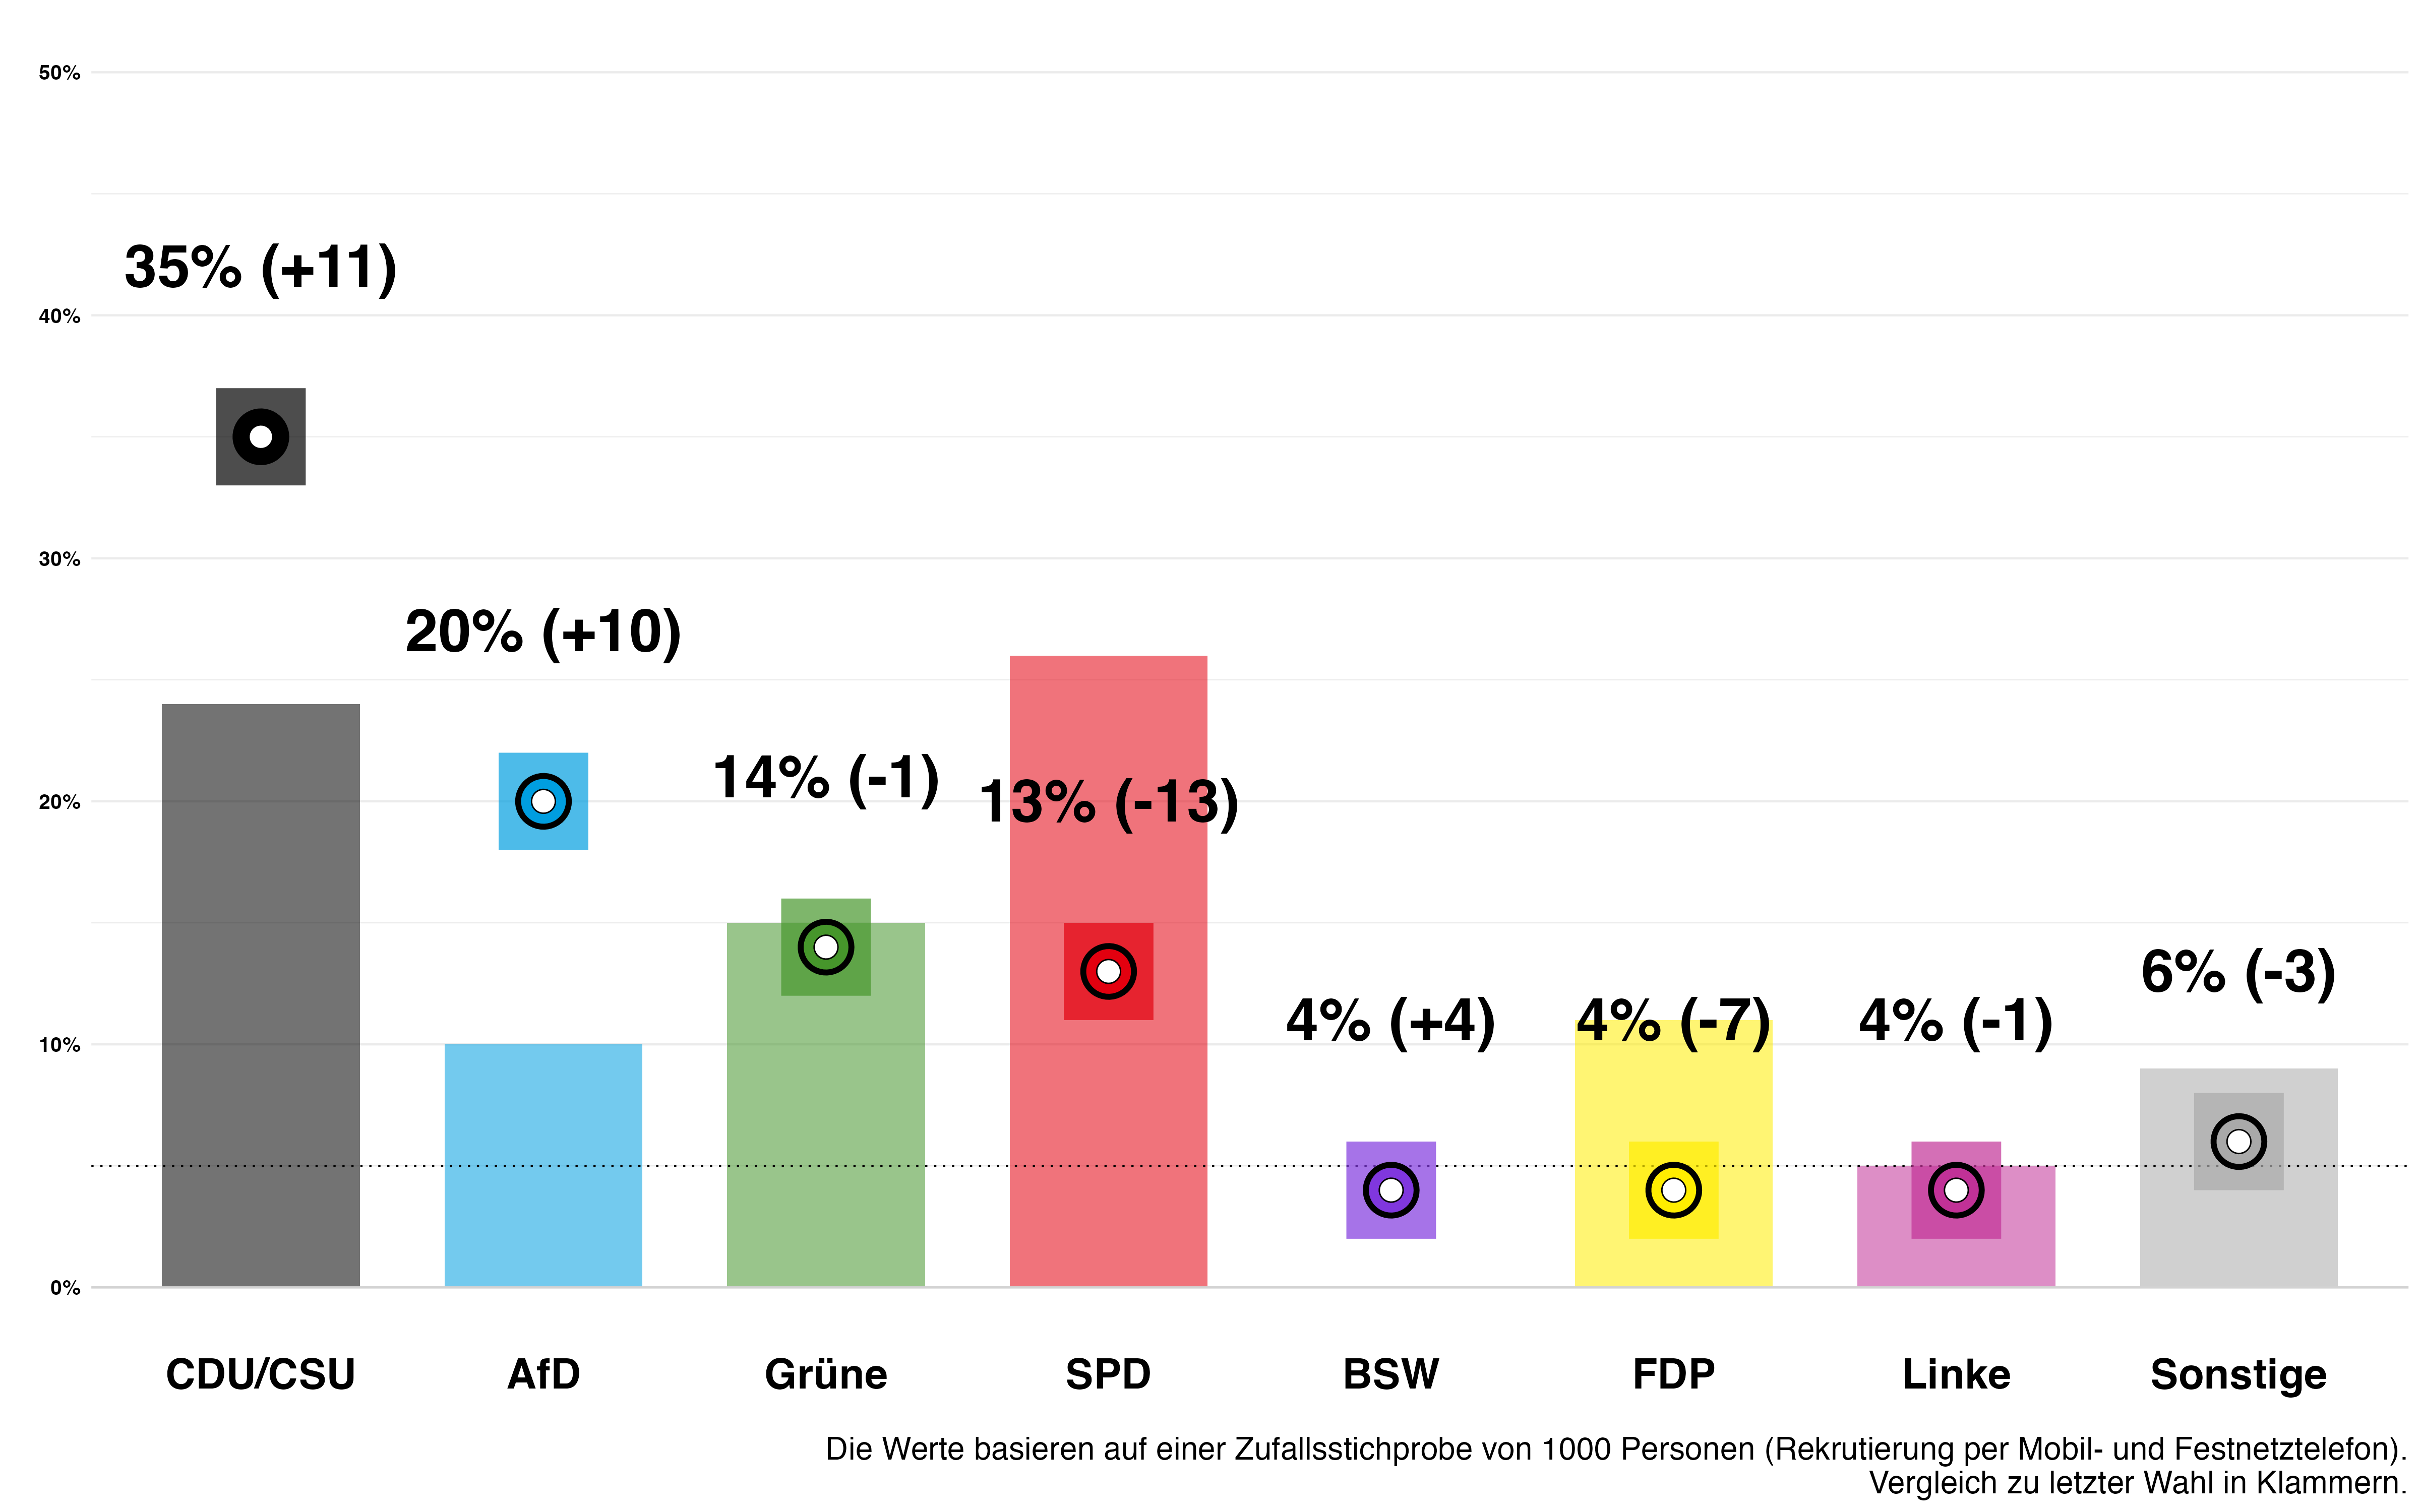 50%
40%
30%
20%
10%
0%
35% (+11)
20% (+10)
14% (-1)
13% (-13)
4% (+4)
4% (-7)
4% (-1)
6% (-3)
CDU/CSU
AfD
Grüne
SPD
BSW
FDP
Linke
Sonstige
Die Werte basieren auf einer Zufallsstichprobe von 1000 Personen (Rekrutierung per Mobil- und Festnetztelefon).
Vergleich zu letzter Wahl in Klammern.